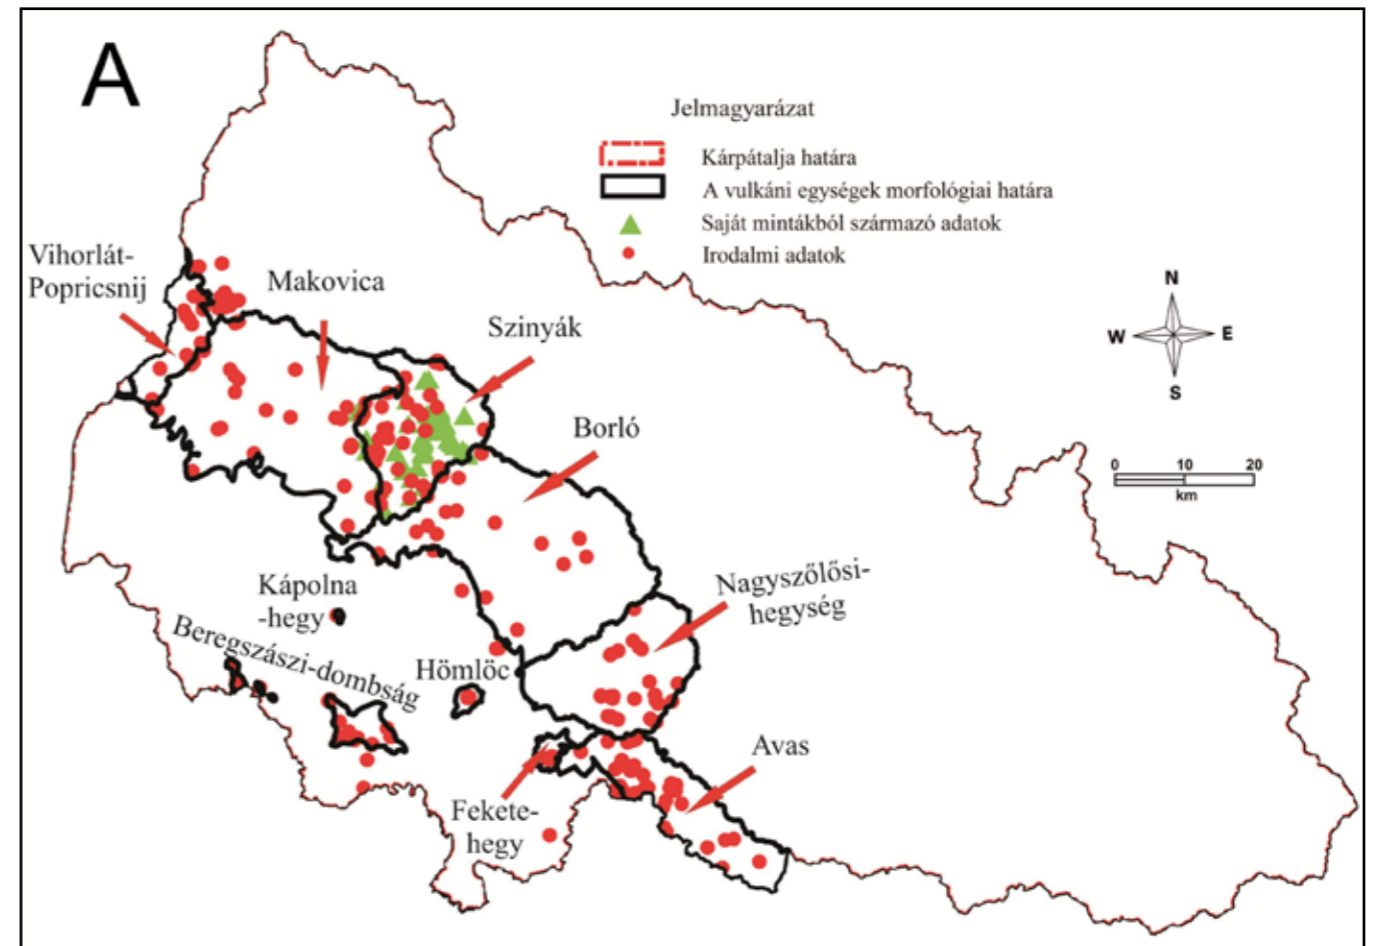 A
Jelmagyarázat
Kárpátalja határa
A vulkáni egységek morfológiai határa
Saját mintákból származó adatok
Irodalmi adatok
Vihorlát-
Popricsnij
Makovica
Szinyák
Borló
N
W E
S
0 10 20
km
Nagyszőlősi-
hegység
Kápolna
-hegy
Beregszászi-dombság
Hömlöc
Avas
Fekete-
hegy